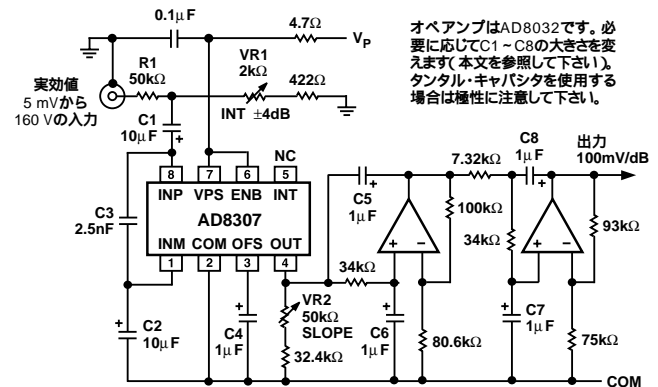 0.1μF
4.7Ω
VP
オペアンプはAD8032です。必
要に応じてC1~C8の大きさを変
えます(本文を参照して下さい)。
タンタル・キャパシタを使用する
場合は極性に注意して下さい。
実効値
5 mVから
160 Vの入力
R1
50kΩ
VR1
2kΩ
422Ω
INT ±4dB
C1
10μF
+
NC
8 7 6 5
INP VPS ENB INT
AD8307
INM COM OFS OUT
1 2 3 4
C3
2.5nF
C2
10μF
+
C4
1μF
+
VR2
50kΩ
SLOPE
32.4kΩ
C5
1μF
+
34kΩ
C6
1μF
+
+ −
100kΩ
80.6kΩ
7.32kΩ
C8
1μF
+
出力
100mV/dB
34kΩ
C7
1μF
+
+ −
93kΩ
75kΩ
COM